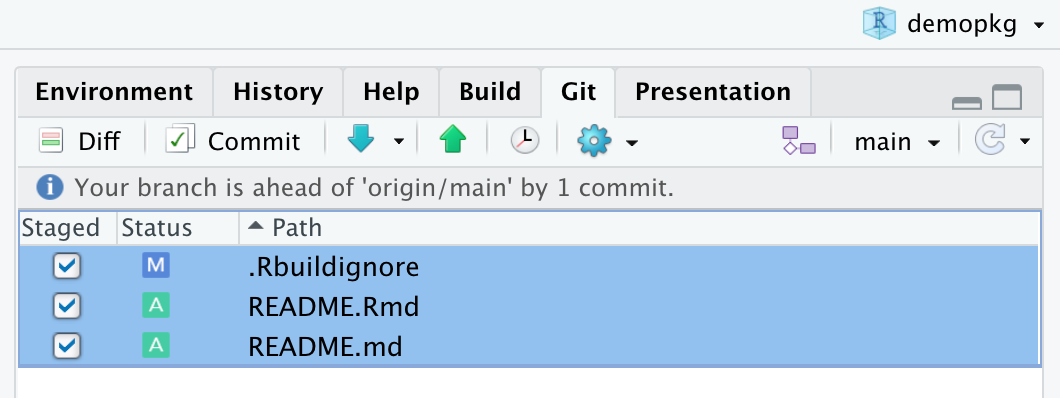 demopkg
Environment History Help Build Git Presentation
Diff Commit main
Your branch is ahead of 'origin/main' by 1 commit.
Staged Status Path
M .Rbuildignore
A README.Rmd
A README.md